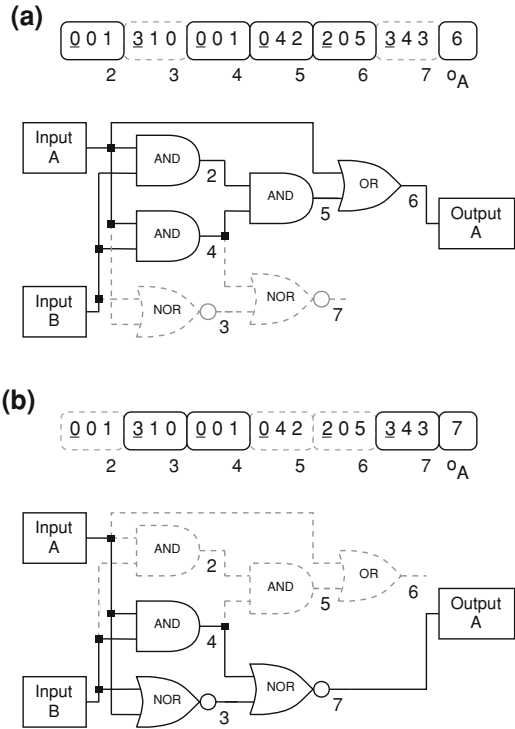 (a)
0 0 1 3 1 0 0 0 1 0 4 2 2 0 5 3 4 3 6
2 3 4 5 6 7 oA
Input A
AND
2
AND
5
OR
6
Output A
AND
4
Input B
NOR
3
NOR
7
(b)
0 0 1 3 1 0 0 0 1 0 4 2 2 0 5 3 4 3 7
2 3 4 5 6 7 oA
Input A
AND
2
AND
5
OR
6
Output A
AND
4
Input B
NOR
3
NOR
7